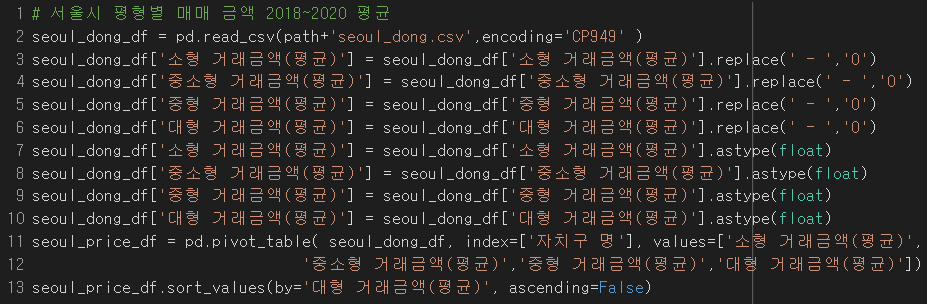 1 # 서울시 평형별 매매 금액 2018~2020 평균
2 seoul_dong_df = pd.read_csv(path+'seoul_dong.csv',encoding='CP949' )
3 seoul_dong_df['소형 거래금액(평균)'] = seoul_dong_df['소형 거래금액(평균)'].replace(' - ','0')
4 seoul_dong_df['중소형 거래금액(평균)'] = seoul_dong_df['중소형 거래금액(평균)'].replace(' - ','0')
5 seoul_dong_df['중형 거래금액(평균)'] = seoul_dong_df['중형 거래금액(평균)'].replace(' - ','0')
6 seoul_dong_df['대형 거래금액(평균)'] = seoul_dong_df['대형 거래금액(평균)'].replace(' - ','0')
7 seoul_dong_df['소형 거래금액(평균)'] = seoul_dong_df['소형 거래금액(평균)'].astype(float)
8 seoul_dong_df['중소형 거래금액(평균)'] = seoul_dong_df['중소형 거래금액(평균)'].astype(float)
9 seoul_dong_df['중형 거래금액(평균)'] = seoul_dong_df['중형 거래금액(평균)'].astype(float)
10 seoul_dong_df['대형 거래금액(평균)'] = seoul_dong_df['대형 거래금액(평균)'].astype(float)
11 seoul_price_df = pd.pivot_table( seoul_dong_df, index=['자치구 명'], values=['소형 거래금액(평균)',
12 '중소형 거래금액(평균)','중형 거래금액(평균)','대형 거래금액(평균)'])
13 seoul_price_df.sort_values(by='대형 거래금액(평균)', ascending=False)